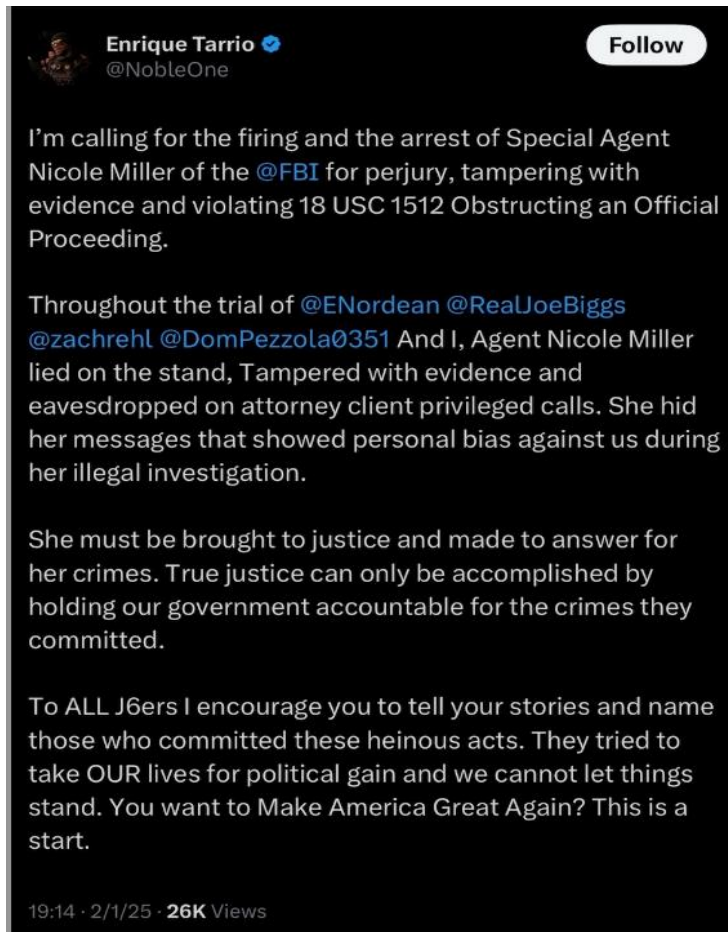 Enrique Tarrio
@NobleOne
Follow
I'm calling for the firing and the arrest of Special Agent
Nicole Miller of the @FBI for perjury, tampering with
evidence and violating 18 USC 1512 Obstructing an Official
Proceeding.
Throughout the trial of @ENordean @RealJoeBiggs
@zachrehl @DomPezzola0351 And I, Agent Nicole Miller
lied on the stand, Tampered with evidence and
eavesdropped on attorney client privileged calls. She hid
her messages that showed personal bias against us during
her illegal investigation.
She must be brought to justice and made to answer for
her crimes. True justice can only be accomplished by
holding our government accountable for the crimes they
committed.
To ALL J6ers I encourage you to tell your stories and name
those who committed these heinous acts. They tried to
take OUR lives for political gain and we cannot let things
stand. You want to Make America Great Again? This is a
start.
19:14 · 2/1/25 · 26K Views